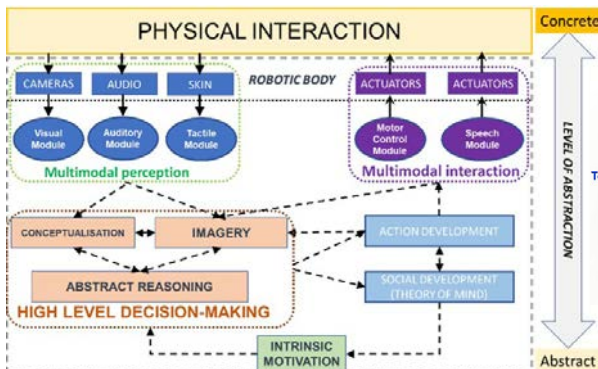 PHYSICAL INTERACTION
Concrete
CAMERAS
AUDIO
SKIN
ROBOTIC BODY
ACTUATORS
ACTUATORS
Visual
Module
Auditory
Module
Tactile
Module
Motor
Control
Module
Speech
Module
Multimodal perception
Multimodal interaction
LEVEL OF ABSTRACTION
CONCEPTUALISATION
IMAGERY
ACTION DEVELOPMENT
ABSTRACT REASONING
SOCIAL DEVELOPMENT
(THEORY OF MIND)
HIGH LEVEL DECISION-MAKING
INTRINSIC
MOTIVATION
Abstract